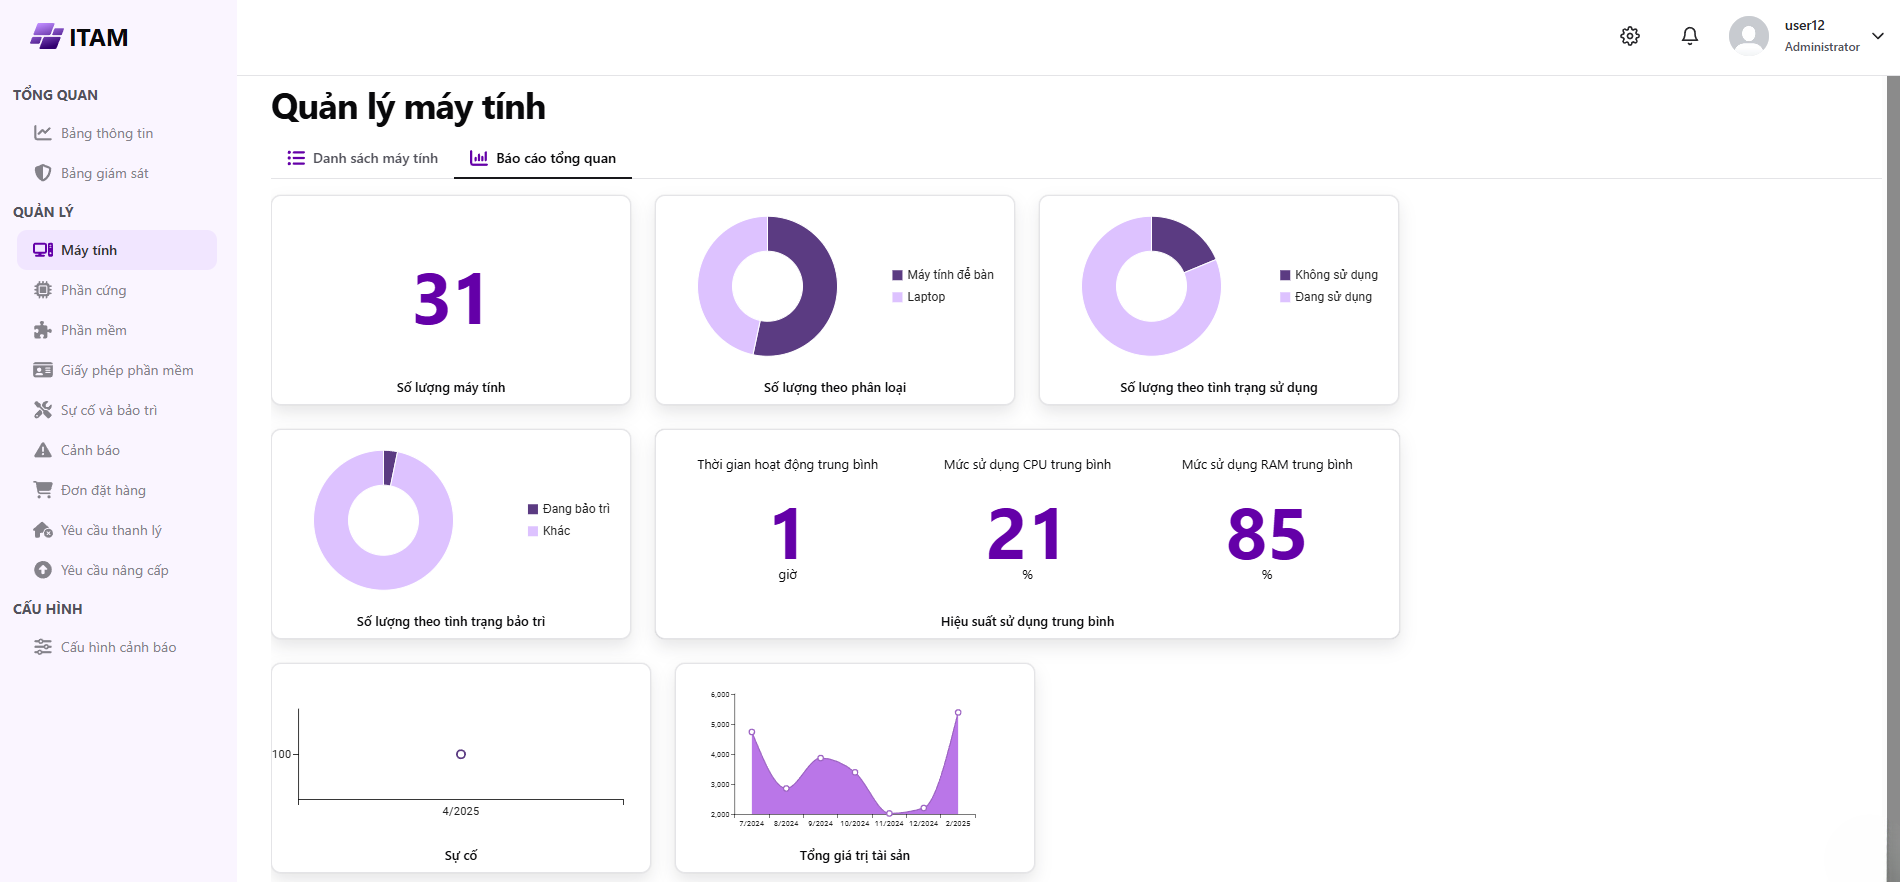 ITAM
user12
Administrator
TỔNG QUAN
Bảng thông tin
Bảng giám sát
QUẢN LÝ
Máy tính
Phần cứng
Phần mềm
Giấy phép phần mềm
Sự cố và bảo trì
Cảnh báo
Đơn đặt hàng
Yêu cầu thanh lý
Yêu cầu nâng cấp
CẤU HÌNH
Cấu hình cảnh báo
Quản lý máy tính
Danh sách máy tính
Báo cáo tổng quan
31
Số lượng máy tính
Máy tính để bàn
Laptop
Số lượng theo phân loại
Không sử dụng
Đang sử dụng
Số lượng theo tình trạng sử dụng
Đang bảo trì
Khác
Số lượng theo tình trạng bảo trì
Thời gian hoạt động trung bình
1
giờ
Mức sử dụng CPU trung bình
21
%
Mức sử dụng RAM trung bình
85
%
Hiệu suất sử dụng trung bình
100
4/2025
Sự cố
6,000
5,000
4,000
3,000
2,000
7/2024 8/2024 9/2024 10/2024 11/2024 12/2024 2/2025
Tổng giá trị tài sản